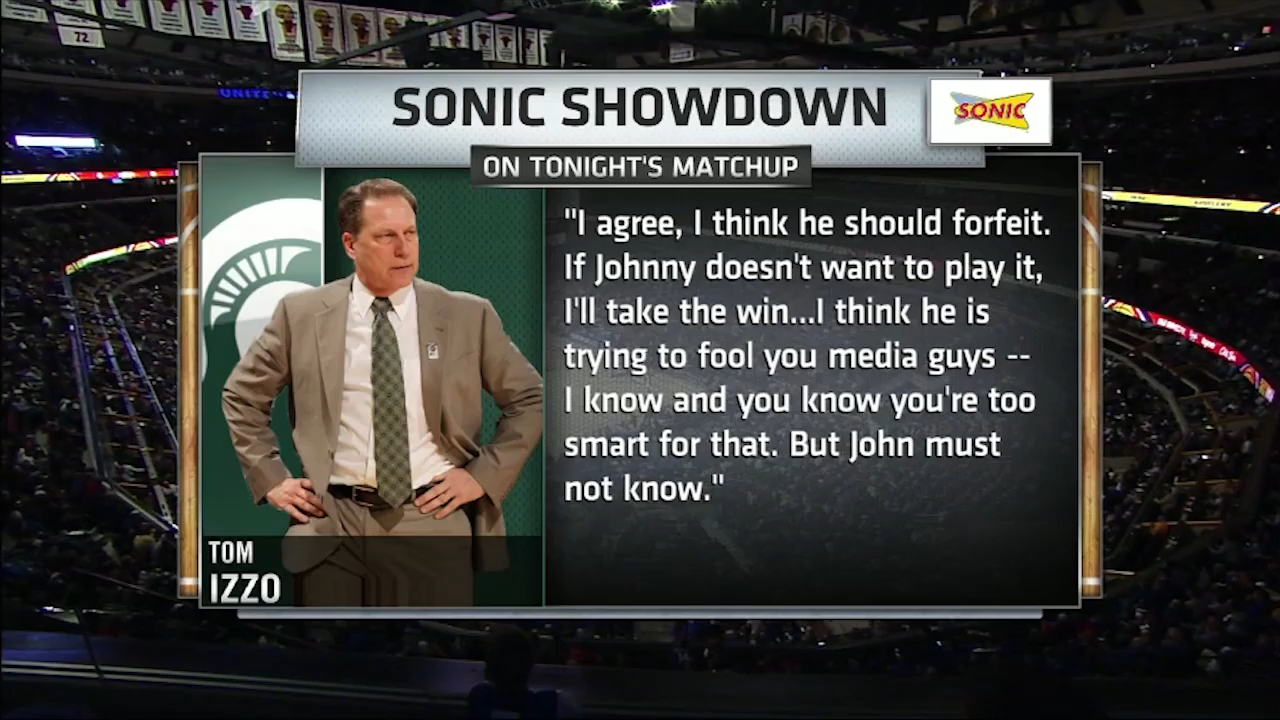 72
UNITED
SONIC SHOWDOWN
SONIC
ON TONIGHT'S MATCHUP
"I agree, I think he should forfeit.
If Johnny doesn't want to play it,
I'll take the win...I think he is
trying to fool you media guys --
I know and you know you're too
smart for that. But John must
not know."
TOM
IZZO